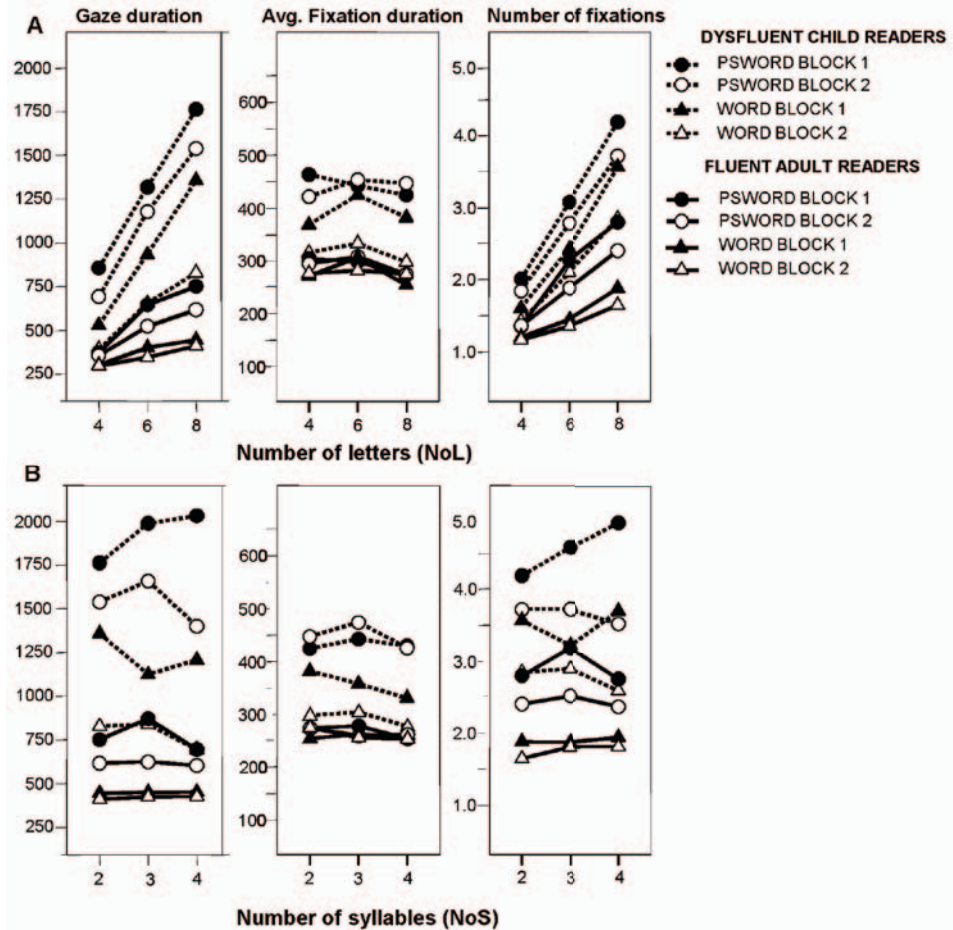 A
Gaze duration
Avg. Fixation duration
Number of fixations
2000
1750
1500
1250
1000
750
500
250
4 6 8
600
500
400
300
200
100
4 6 8
5.0
4.0
3.0
2.0
1.0
4 6 8
DYSFLUENT CHILD READERS
PSWORD BLOCK 1
PSWORD BLOCK 2
WORD BLOCK 1
WORD BLOCK 2
FLUENT ADULT READERS
PSWORD BLOCK 1
PSWORD BLOCK 2
WORD BLOCK 1
WORD BLOCK 2
Number of letters (NoL)
B
2000
1750
1500
1250
1000
750
500
250
2 3 4
600
500
400
300
200
100
2 3 4
5.0
4.0
3.0
2.0
1.0
2 3 4
Number of syllables (NoS)